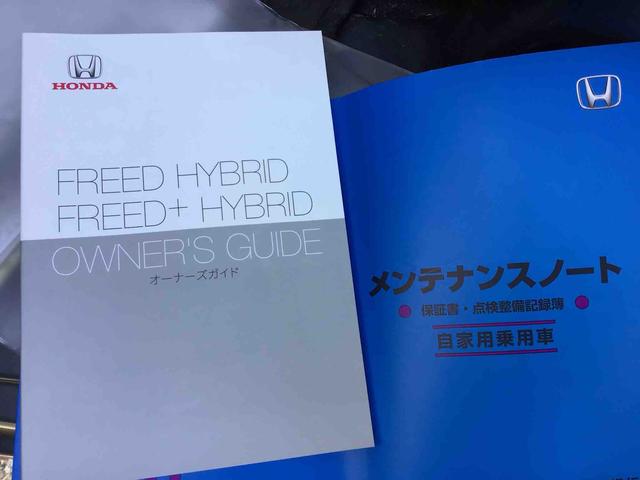 HONDA
FREED HYBRID
FREED+ HYBRID
OWNER'S GUIDE
オーナーズガイド
メンテナンスノート
保証書・点検整備記録簿
自家用乗用車